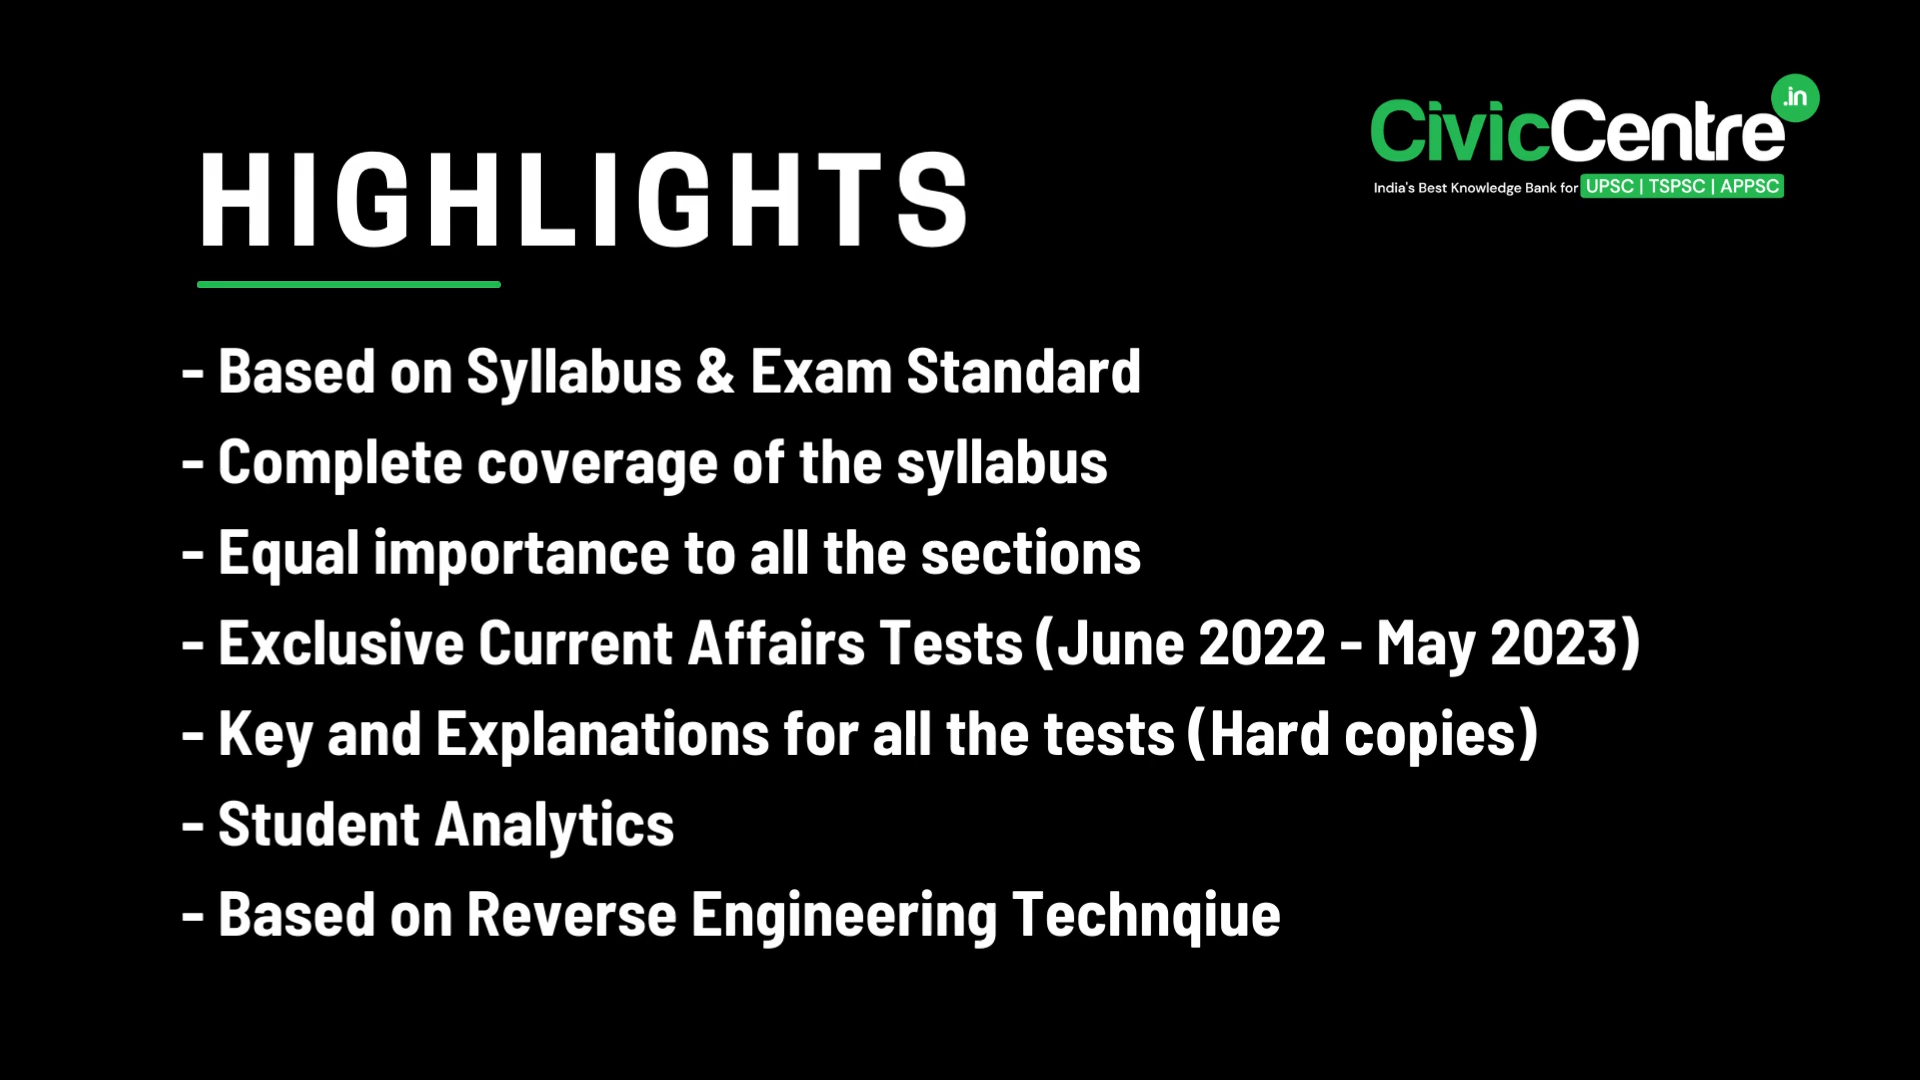 CivicCentre .in
India's Best Knowledge Bank for UPSC | TSPSC | APPSC
HIGHLIGHTS
- Based on Syllabus & Exam Standard
- Complete coverage of the syllabus
- Equal importance to all the sections
- Exclusive Current Affairs Tests (June 2022 - May 2023)
- Key and Explanations for all the tests (Hard copies)
- Student Analytics
- Based on Reverse Engineering Technqiue